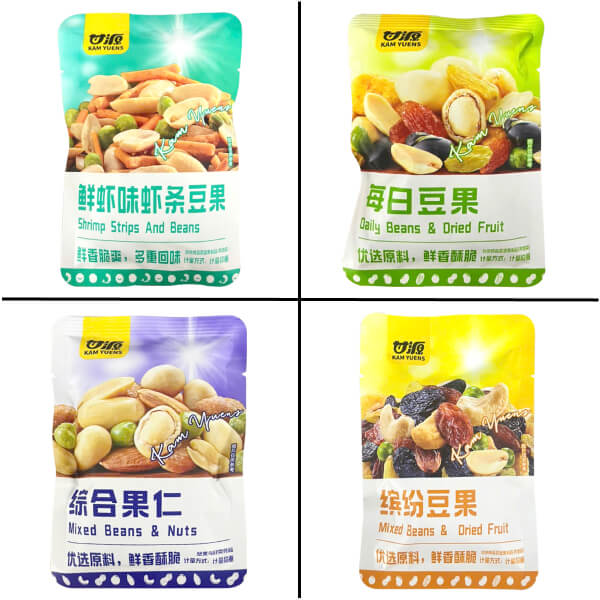 甘源
KAM YUENS
Kam Yuens
鲜虾味虾条豆果
Shrimp Strips And Beans
鲜香脆爽，多重回味
计量方式：计量称重
甘源
KAM YUENS
Kam Yuens
每日豆果
Daily Beans & Dried Fruit
优选原料，鲜香酥脆
计量方式：计量称重
甘源
KAM YUENS
Kam Yuens
综合果仁
Mixed Beans & Nuts
优选原料，鲜香酥脆
计量方式：计量称重
甘源
KAM YUENS
Kam Yuens
缤纷豆果
Mixed Beans & Dried Fruit
优选原料，鲜香酥脆
计量方式：计量称重